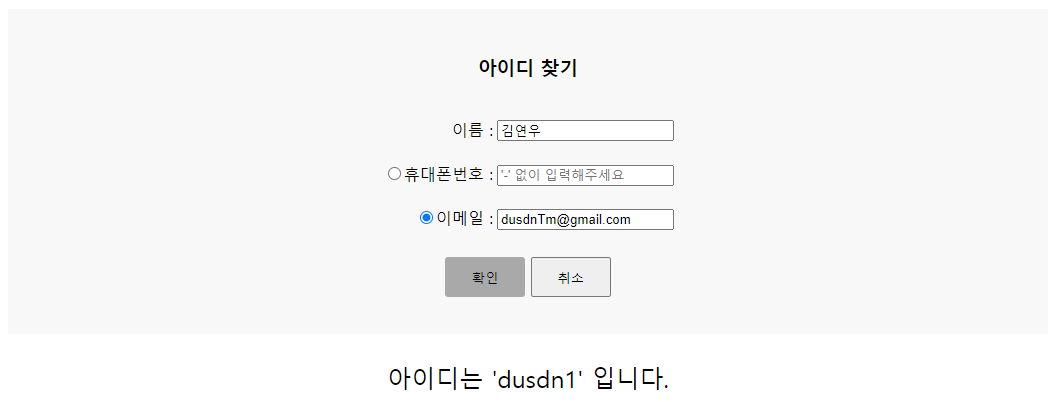 아이디 찾기
이름 : 김연우
휴대폰번호 : '-' 없이 입력해주세요
이메일 : dusdnTm@gmail.com
확인 취소
아이디는 'dusdn1' 입니다.